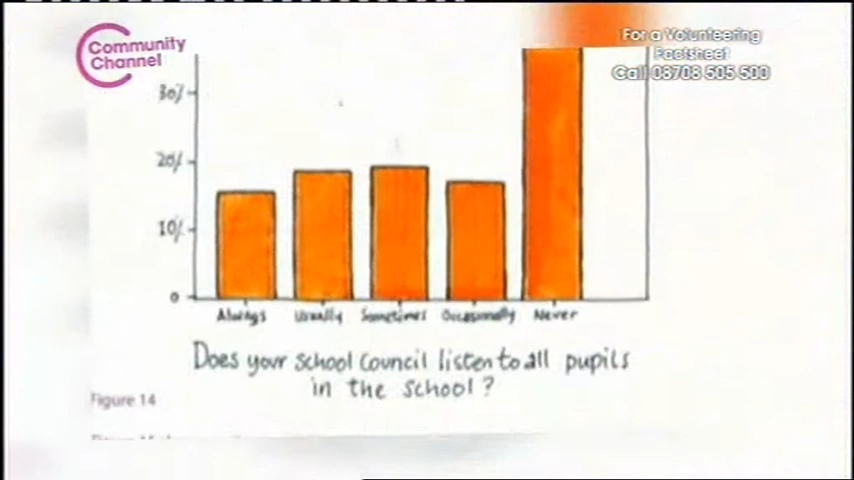 Community
Channel
For a Volunteering
Factsheet
Call 08708 505 500
30%
20%
10%
0
Always Usually Sometimes Occasionally Never
Does your school council listen to all pupils
in the school?
Figure 14